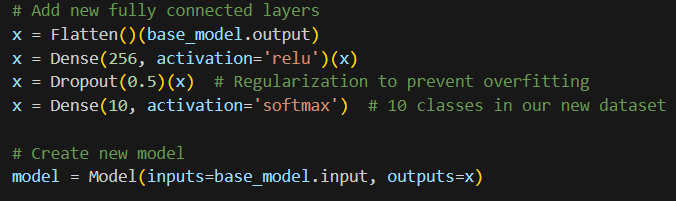 # Add new fully connected layers
x = Flatten()(base_model.output)
x = Dense(256, activation='relu')(x)
x = Dropout(0.5)(x)  # Regularization to prevent overfitting
x = Dense(10, activation='softmax')  # 10 classes in our new dataset

# Create new model
model = Model(inputs=base_model.input, outputs=x)